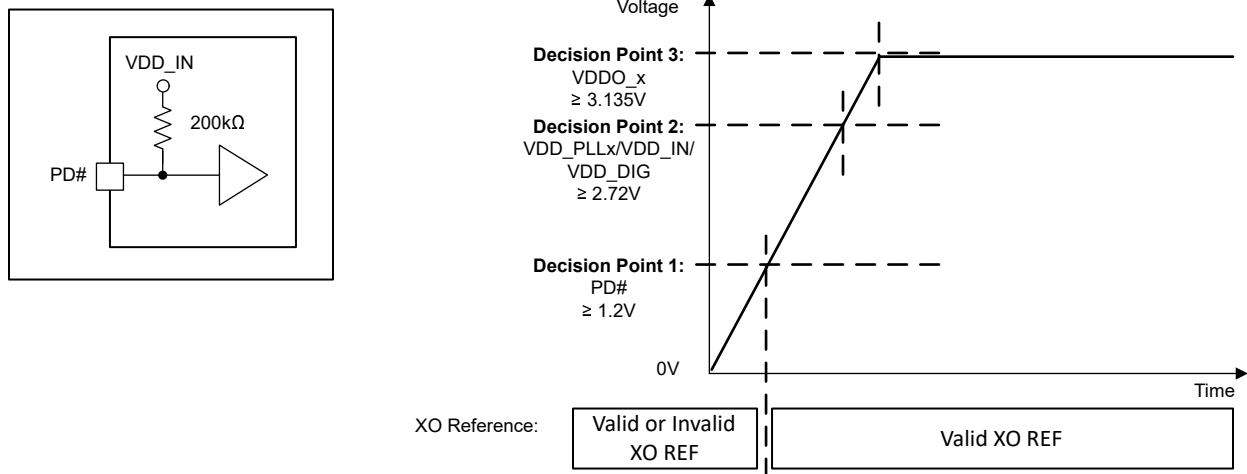 VDD_IN
200kΩ
PD#
Voltage
Decision Point 3:
VDDO_x
≥ 3.135V
Decision Point 2:
VDD_PLLx/VDD_IN/
VDD_DIG
≥ 2.72V
Decision Point 1:
PD#
≥ 1.2V
0V
Time
XO Reference:
Valid or Invalid
XO REF
Valid XO REF